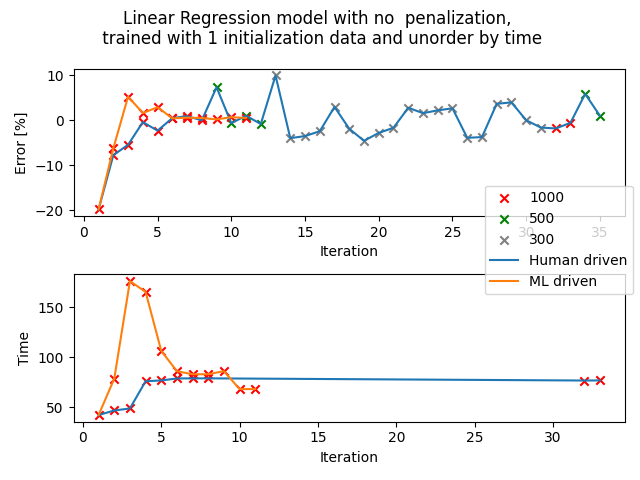 Linear Regression model with no  penalization,
trained with 1 initialization data and unorder by time
10
0
−10
−20
Error [%]
0 5 10 15 20 25 30 35
Iteration
1000
500
300
Human driven
ML driven
150
100
50
Time
0 5 10 15 20 25 30
Iteration